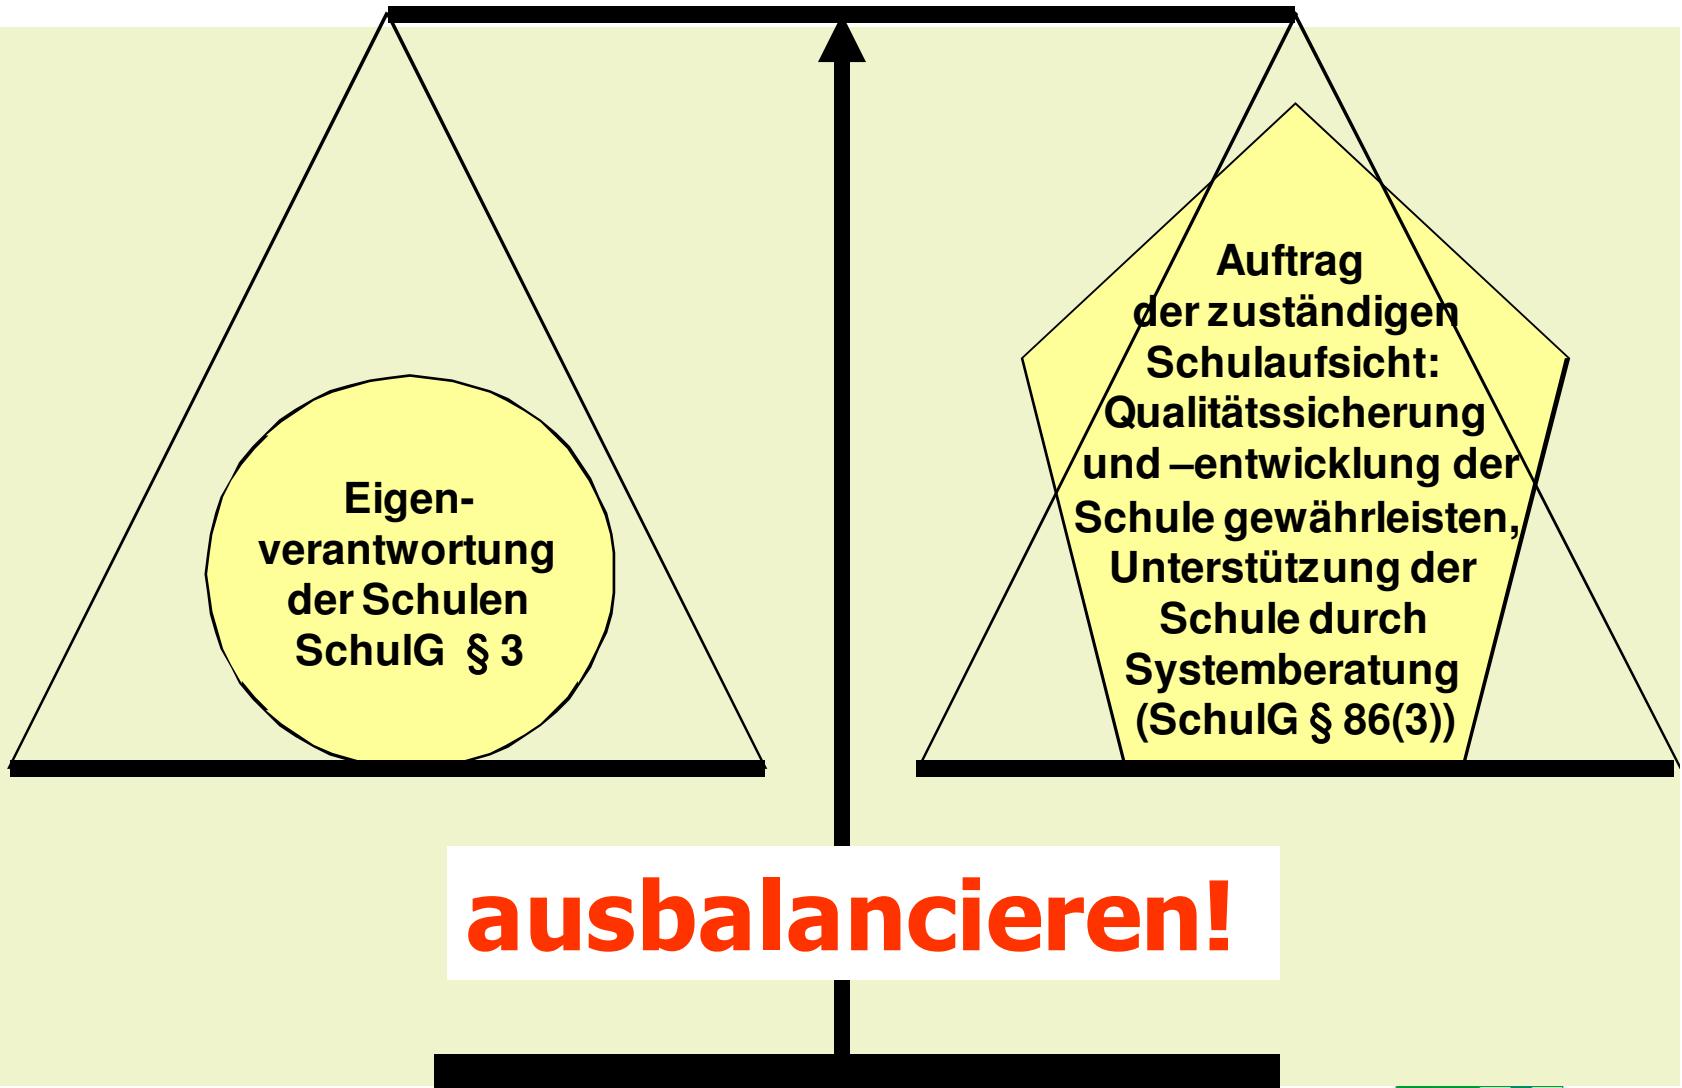 Eigen-
verantwortung
der Schulen
SchulG § 3
Auftrag
der zuständigen
Schulaufsicht:
Qualitätssicherung
und –entwicklung der
Schule gewährleisten,
Unterstützung der
Schule durch
Systemberatung
(SchulG § 86(3))
ausbalancieren!